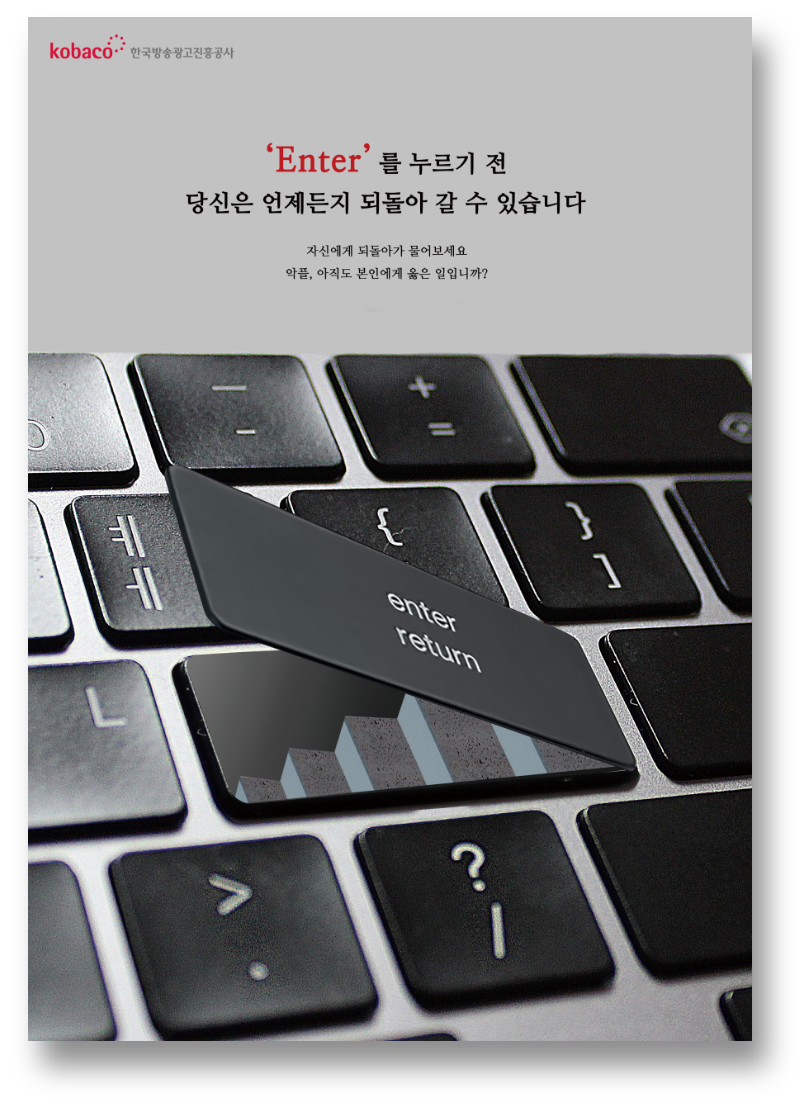 kobaco 한국방송광고진흥공사
‘Enter’ 를 누르기 전
당신은 언제든지 되돌아 갈 수 있습니다
자신에게 되돌아가 물어보세요
악플, 아직도 본인에게 옳은 일입니까?
— +
- =
{ }
ㅠ ]
ㅠ
enter
return
L
> ?
. /